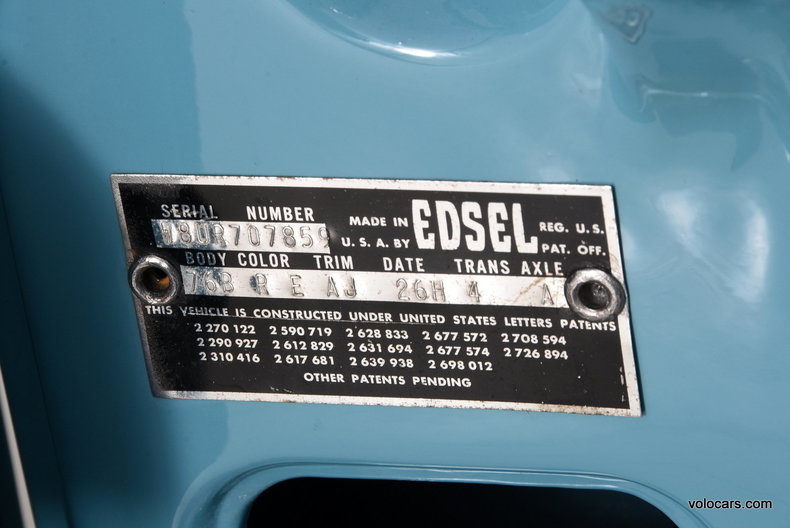 SERIAL NUMBER
MADE IN EDSEL REG. U.S.
W8UR707859 U.S.A. BY PAT. OFF.
BODY COLOR TRIM DATE TRANS AXLE
76B R E AJ 26H 4 A
THIS VEHICLE IS CONSTRUCTED UNDER UNITED STATES LETTERS PATENTS
2 270 122 2 590 719 2 628 833 2 677 572 2 708 594
2 290 927 2 612 829 2 631 694 2 677 574 2 726 894
2 310 416 2 617 681 2 639 938 2 698 012
OTHER PATENTS PENDING
volocars.com